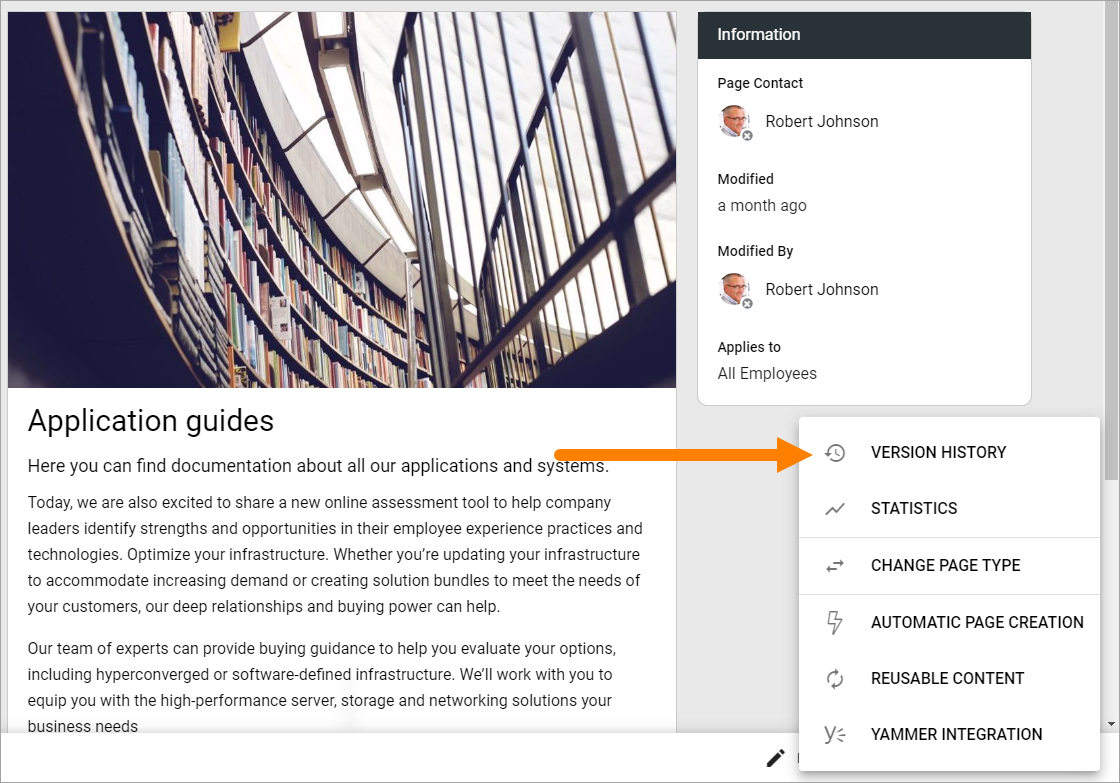 Information
Page Contact
Robert Johnson
Modified
a month ago
Modified By
Robert Johnson
Applies to
All Employees
Application guides
Here you can find documentation about all our applications and systems.
Today, we are also excited to share a new online assessment tool to help company
leaders identify strengths and opportunities in their employee experience practices and
technologies. Optimize your infrastructure. Whether you’re updating your infrastructure
to accommodate increasing demand or creating solution bundles to meet the needs of
your customers, our deep relationships and buying power can help.
Our team of experts can provide buying guidance to help you evaluate your options,
including hyperconverged or software-defined infrastructure. We’ll work with you to
equip you with the high-performance server, storage and networking solutions your
business needs
VERSION HISTORY
STATISTICS
CHANGE PAGE TYPE
AUTOMATIC PAGE CREATION
REUSABLE CONTENT
YAMMER INTEGRATION